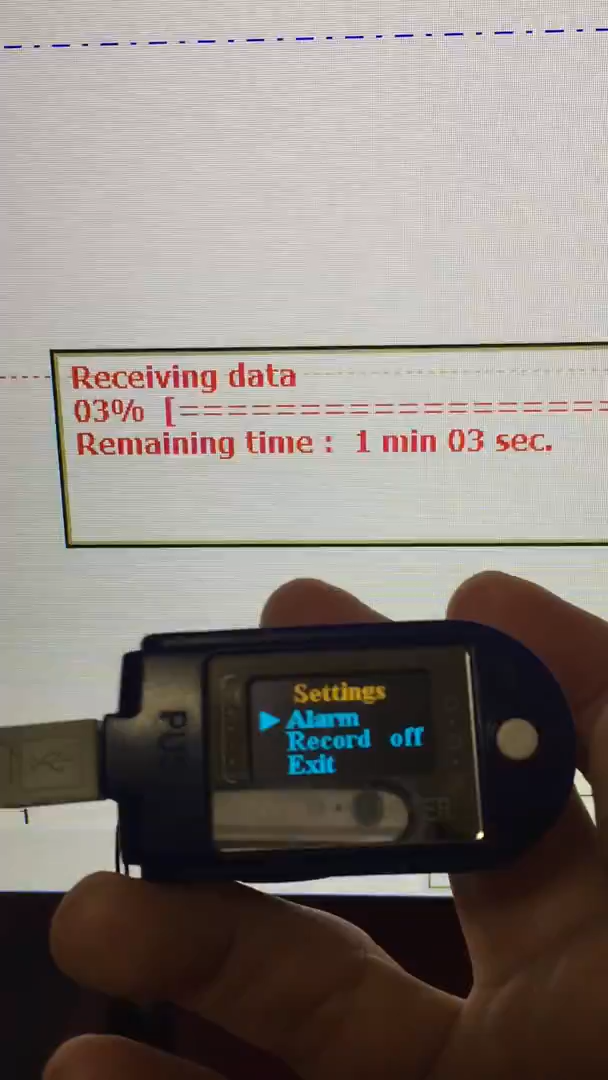 Receiving data
03% [==================
Remaining time : 1 min 03 sec.
Settings
Alarm
Record off
Exit